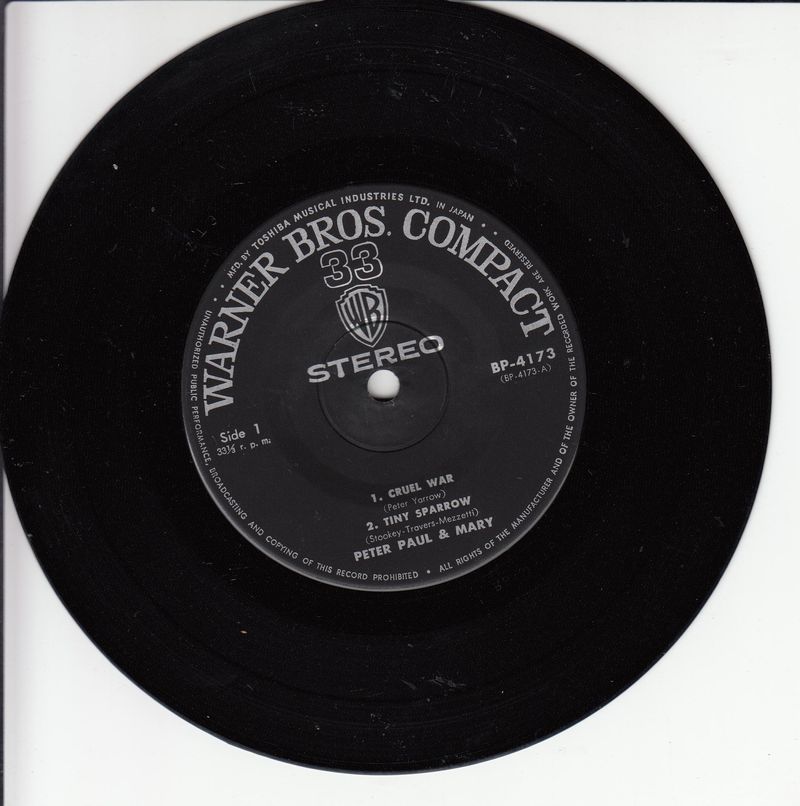 MFD. BY TOSHIBA MUSICAL INDUSTRIES LTD. IN JAPAN
WARNER BROS. COMPACT
33
WB
STEREO
BP-4173
(BP-4173-A)
Side 1
33⅓ r. p. m.
1. CRUEL WAR
(Peter Yarrow)
2. TINY SPARROW
(Stookey-Travers-Mezzetti)
PETER PAUL & MARY
UNAUTHORIZED PUBLIC PERFORMANCE, BROADCASTING AND COPYING OF THIS RECORD PROHIBITED • ALL RIGHTS OF THE MANUFACTURER AND OF THE OWNER OF THE RECORDED WORK ARE RESERVED